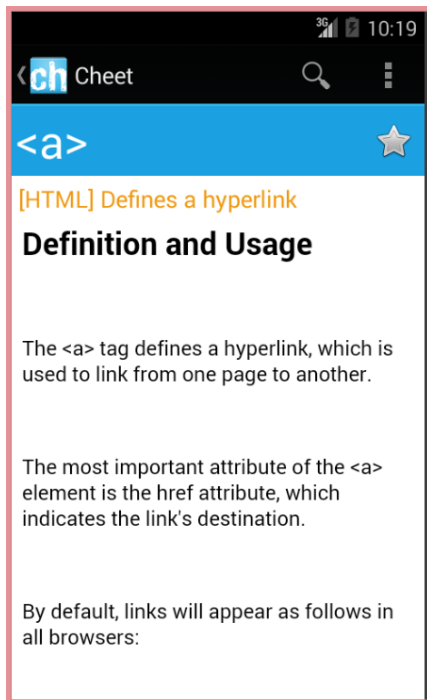 3G 10:19
ch Cheet
<a>
[HTML] Defines a hyperlink
Definition and Usage
The <a> tag defines a hyperlink, which is
used to link from one page to another.
The most important attribute of the <a>
element is the href attribute, which
indicates the link's destination.
By default, links will appear as follows in
all browsers: